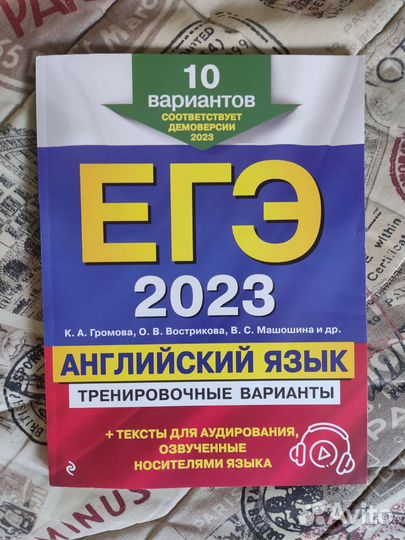 10
вариантов
СООТВЕТСТВУЕТ
ДЕМОВЕРСИИ
2023
ЕГЭ
2023
К. А. Громова, О. В. Вострикова, В. С. Машошина и др.
АНГЛИЙСКИЙ ЯЗЫК
ТРЕНИРОВОЧНЫЕ ВАРИАНТЫ
+ ТЕКСТЫ ДЛЯ АУДИРОВАНИЯ,
ОЗВУЧЕННЫЕ
НОСИТЕЛЯМИ ЯЗЫКА
Avito